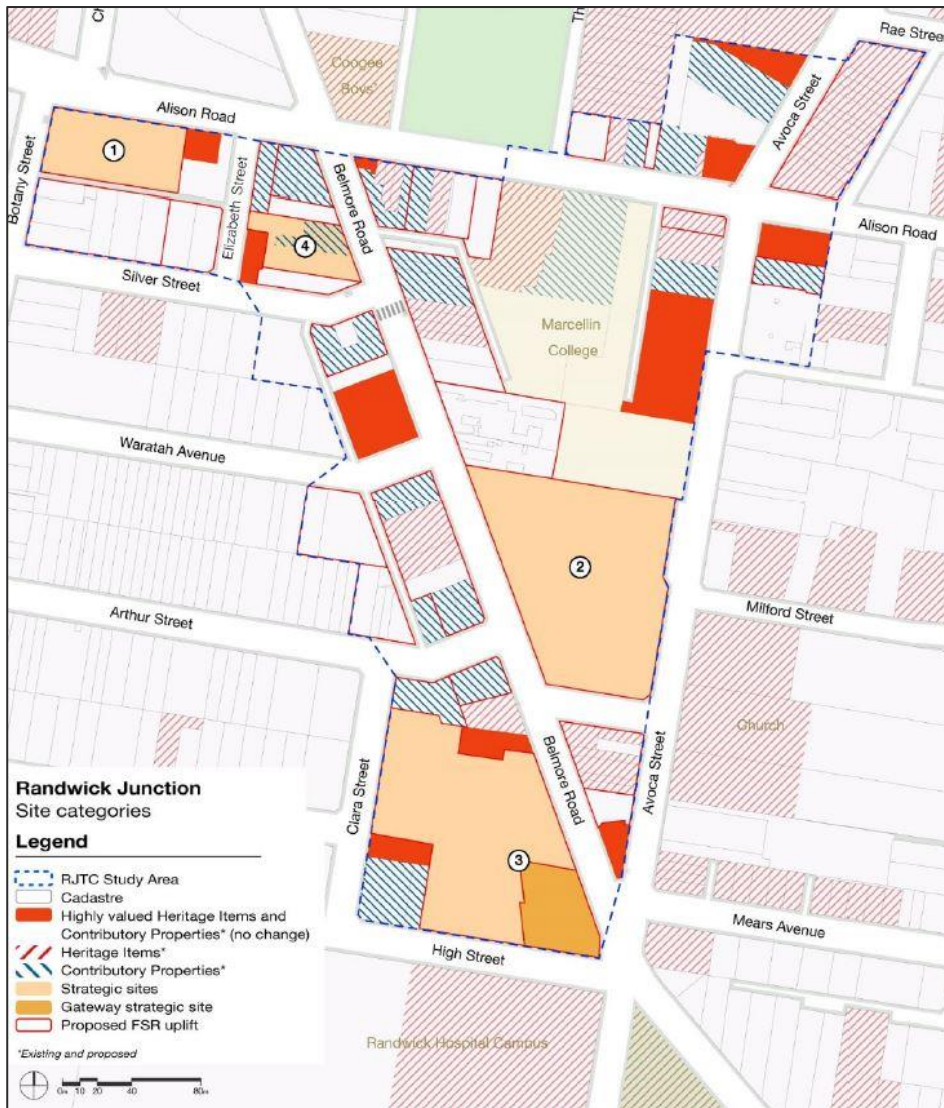 Rae Street
Coogee
Boys'
Avoca Street
Alison Road
1
Botany Street
Elizabeth Street
Belmore Road
Alison Road
4
Silver Street
Marcellin
College
Waratah Avenue
2
Arthur Street
Milford Street
Church
Belmore Road
Avoca Street
Clara Street
3
Mears Avenue
High Street
Randwick Hospital Campus
Randwick Junction
Site categories
Legend
RJTC Study Area
Cadastre
Highly valued Heritage Items and
Contributory Properties* (no change)
Heritage Items*
Contributory Properties*
Strategic sites
Gateway strategic site
Proposed FSR uplift
*Existing and proposed
0m 10 20 40 80m